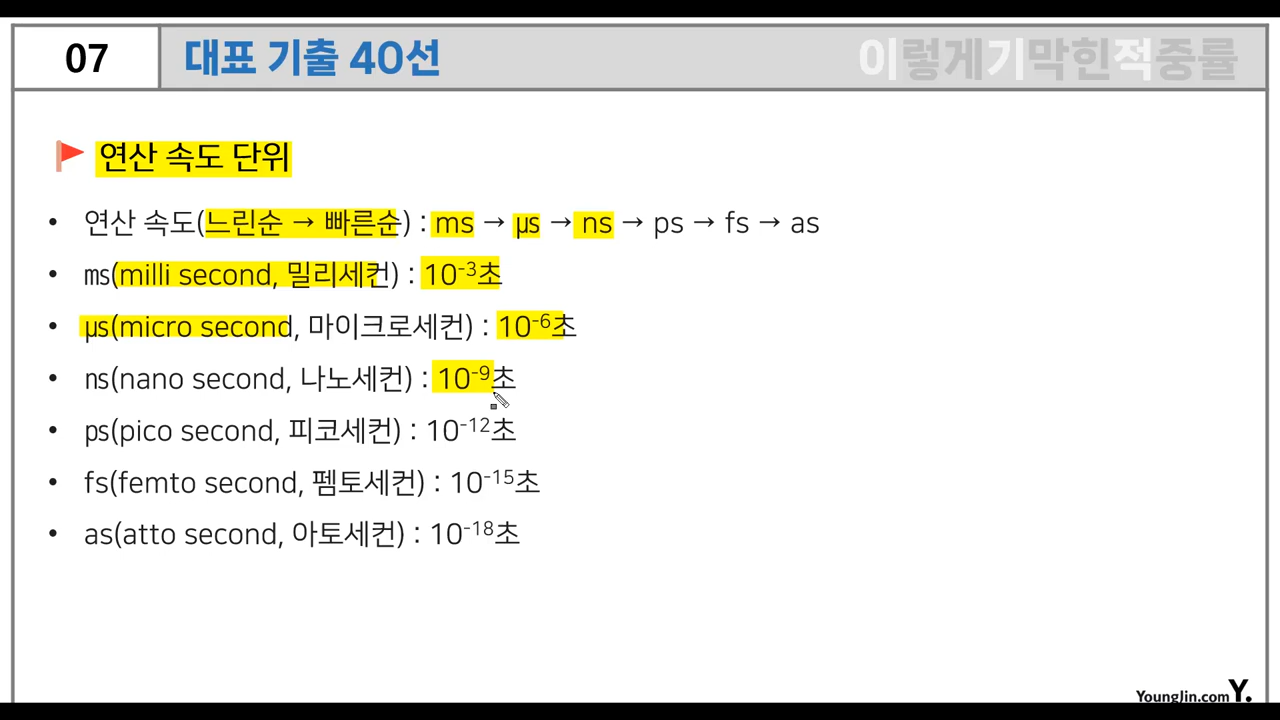 07
대표 기출 40선
이렇게기막힌적중률
연산 속도 단위
• 연산 속도(느린순 → 빠른순) : ms → μs → ns → ps → fs → as
• ms(milli second, 밀리세컨) : 10⁻³초
• μs(micro second, 마이크로세컨) : 10⁻⁶초
• ns(nano second, 나노세컨) : 10⁻⁹초
• ps(pico second, 피코세컨) : 10⁻¹²초
• fs(femto second, 펨토세컨) : 10⁻¹⁵초
• as(atto second, 아토세컨) : 10⁻¹⁸초
YoungJin.com Y.